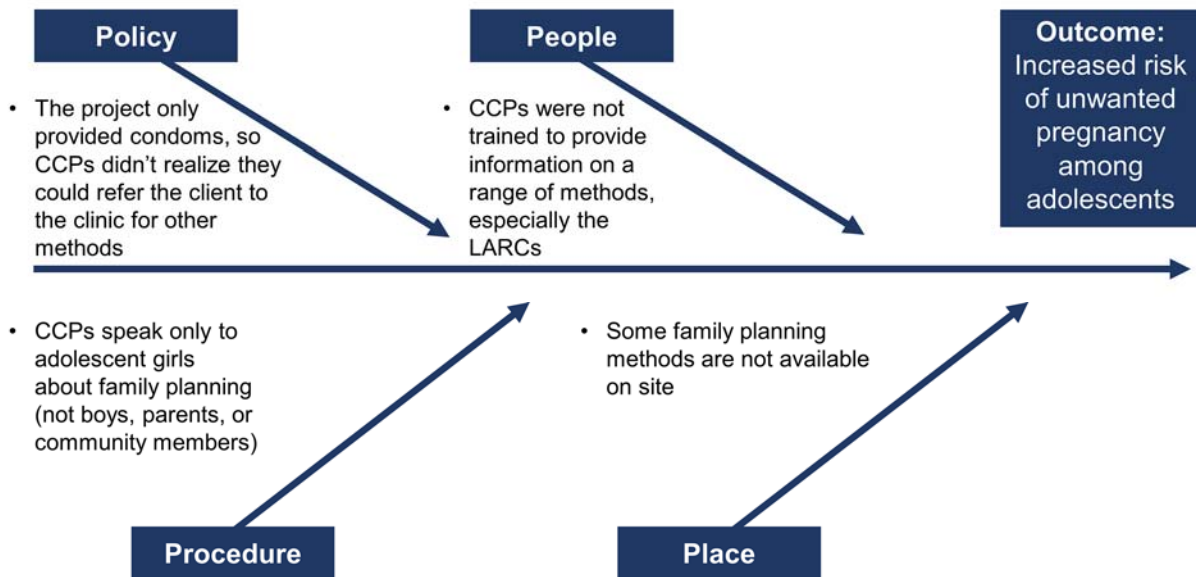 Policy
• The project only
provided condoms, so
CCPs didn’t realize they
could refer the client to
the clinic for other
methods
People
• CCPs were not
trained to provide
information on a
range of methods,
especially the
LARCs
Outcome:
Increased risk
of unwanted
pregnancy
among
adolescents
• CCPs speak only to
adolescent girls
about family planning
(not boys, parents, or
community members)
Procedure
• Some family planning
methods are not available
on site
Place